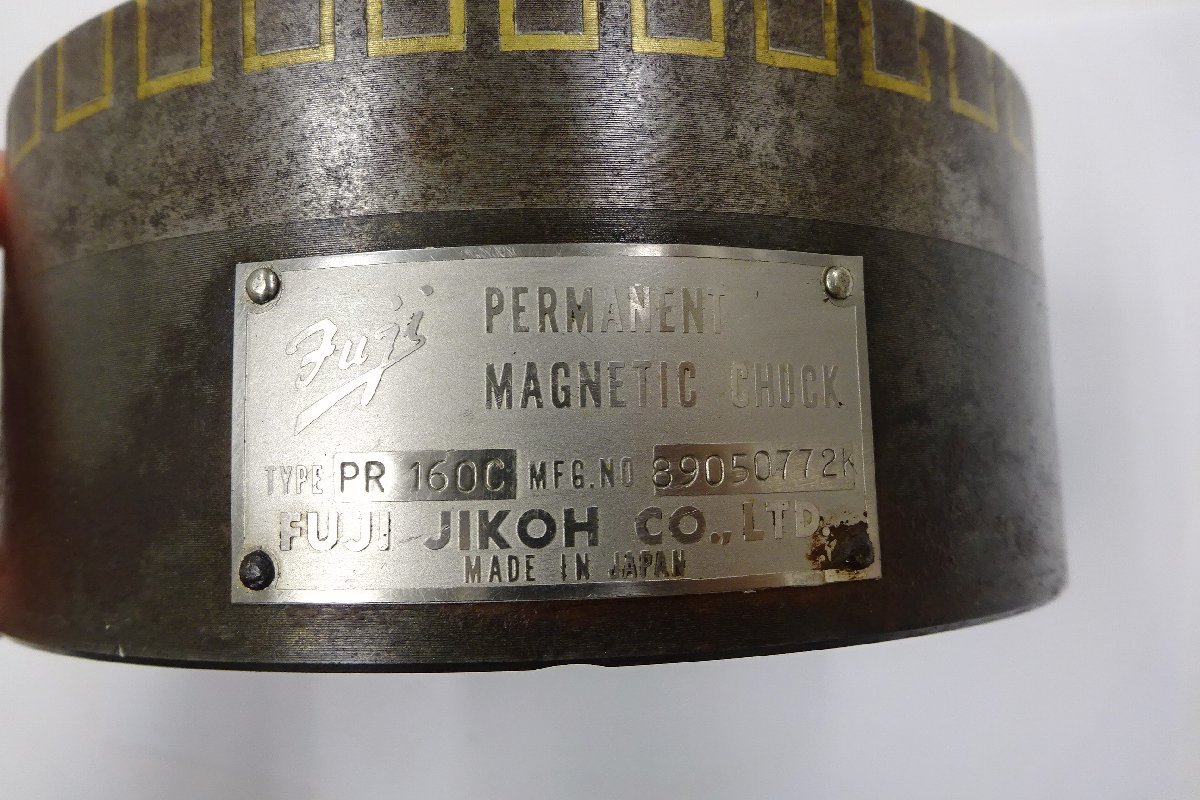 Fuji
PERMANENT
MAGNETIC CHUCK
TYPE PR 160C MFG.NO 89050772K
FUJI JIKOH CO., LTD.
MADE IN JAPAN